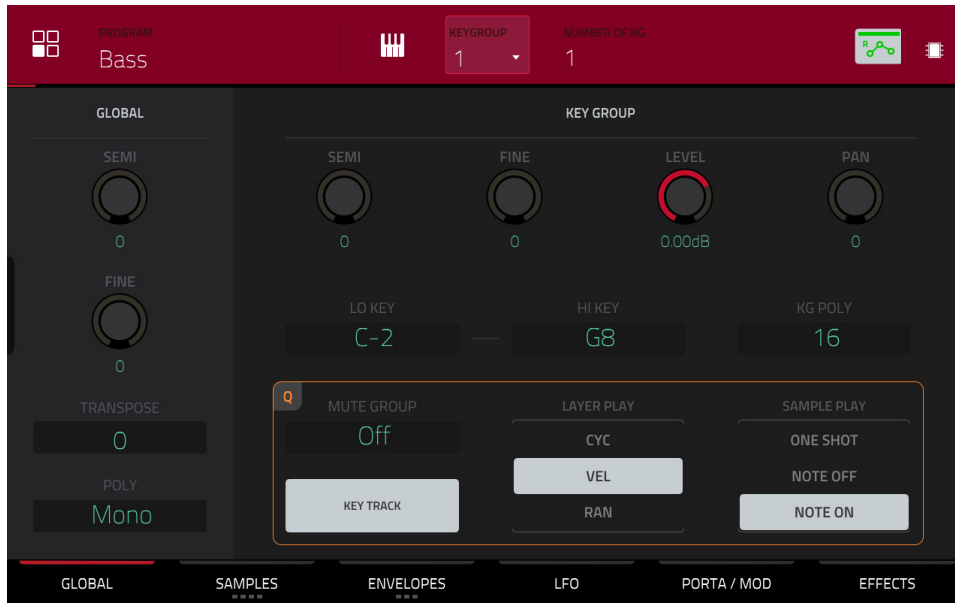 PROGRAM
Bass
KEYGROUP
1
NUMBER OF KG
1
R
GLOBAL
SEMI
0
FINE
0
TRANSPOSE
0
POLY
Mono
KEY GROUP
SEMI
0
FINE
0
LEVEL
0.00dB
PAN
0
LO KEY
C-2
HI KEY
G8
KG POLY
16
Q
MUTE GROUP
Off
KEY TRACK
LAYER PLAY
CYC
VEL
RAN
SAMPLE PLAY
ONE SHOT
NOTE OFF
NOTE ON
GLOBAL SAMPLES ENVELOPES LFO PORTA / MOD EFFECTS